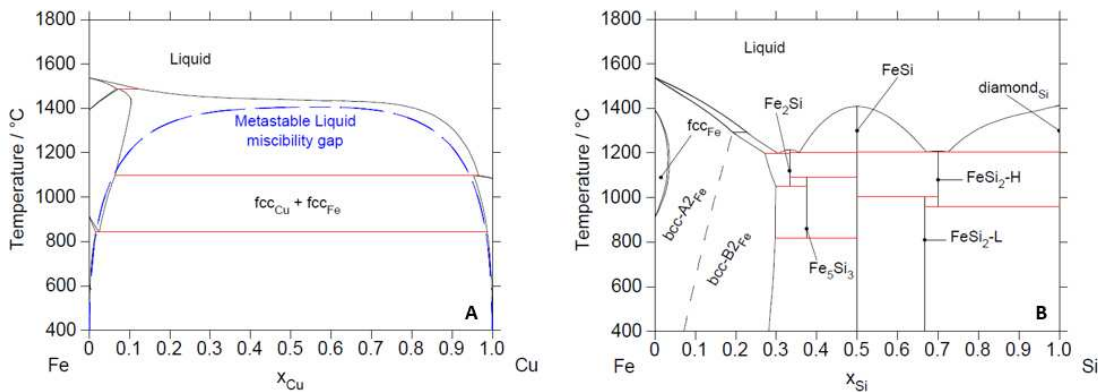 1800
1600
1400
1200
1000
800
600
400
Temperature / °C
Liquid
Metastable Liquid
miscibility gap
fcc_Cu + fcc_Fe
A
0 0.1 0.2 0.3 0.4 0.5 0.6 0.7 0.8 0.9 1.0
Fe
Cu
x_Cu
1800
1600
1400
1200
1000
800
600
400
Temperature / °C
Liquid
FeSi
Fe₂Si
diamond_Si
fcc_Fe
bcc-A2_Fe
bcc-B2_Fe
FeSi₂-H
FeSi₂-L
Fe₅Si₃
B
0 0.1 0.2 0.3 0.4 0.5 0.6 0.7 0.8 0.9 1.0
Fe
Si
x_Si